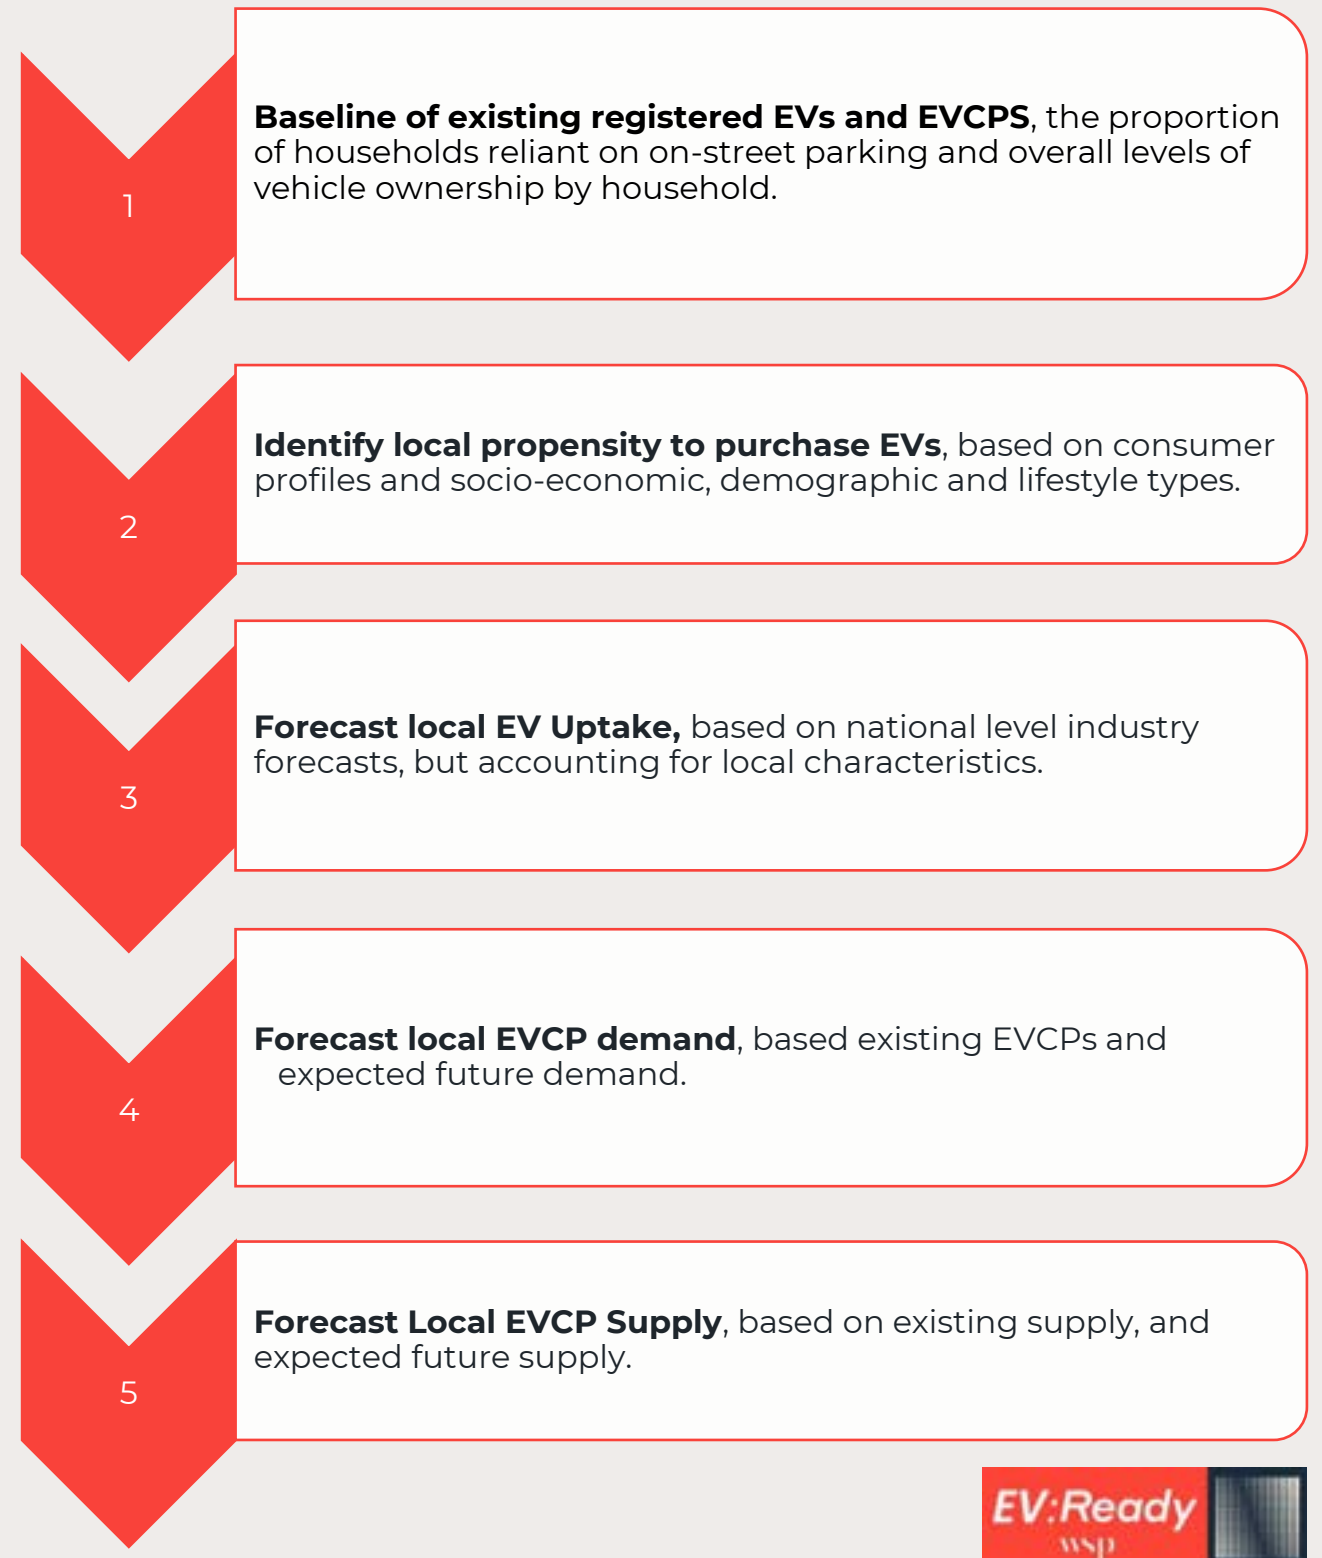 1
Baseline of existing registered EVs and EVCPS, the proportion
of households reliant on on-street parking and overall levels of
vehicle ownership by household.
2
Identify local propensity to purchase EVs, based on consumer
profiles and socio-economic, demographic and lifestyle types.
3
Forecast local EV Uptake, based on national level industry
forecasts, but accounting for local characteristics.
4
Forecast local EVCP demand, based existing EVCPs and
expected future demand.
5
Forecast Local EVCP Supply, based on existing supply, and
expected future supply.
EV:Ready
wsp